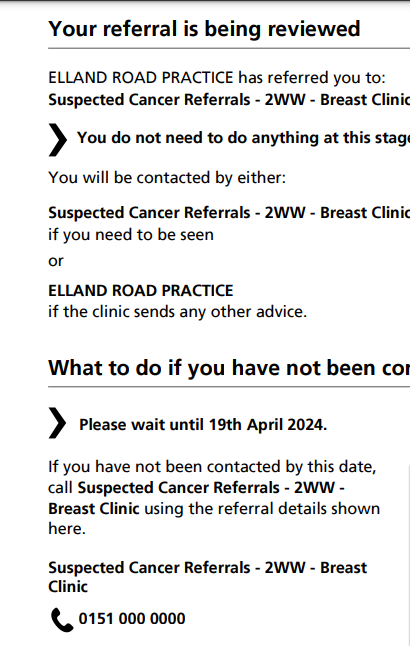 Your referral is being reviewed
ELLAND ROAD PRACTICE has referred you to:
Suspected Cancer Referrals - 2WW - Breast Clinic
You do not need to do anything at this stage
You will be contacted by either:
Suspected Cancer Referrals - 2WW - Breast Clinic
if you need to be seen
or
ELLAND ROAD PRACTICE
if the clinic sends any other advice.
What to do if you have not been con
Please wait until 19th April 2024.
If you have not been contacted by this date,
call Suspected Cancer Referrals - 2WW -
Breast Clinic using the referral details shown
here.
Suspected Cancer Referrals - 2WW - Breast
Clinic
0151 000 0000